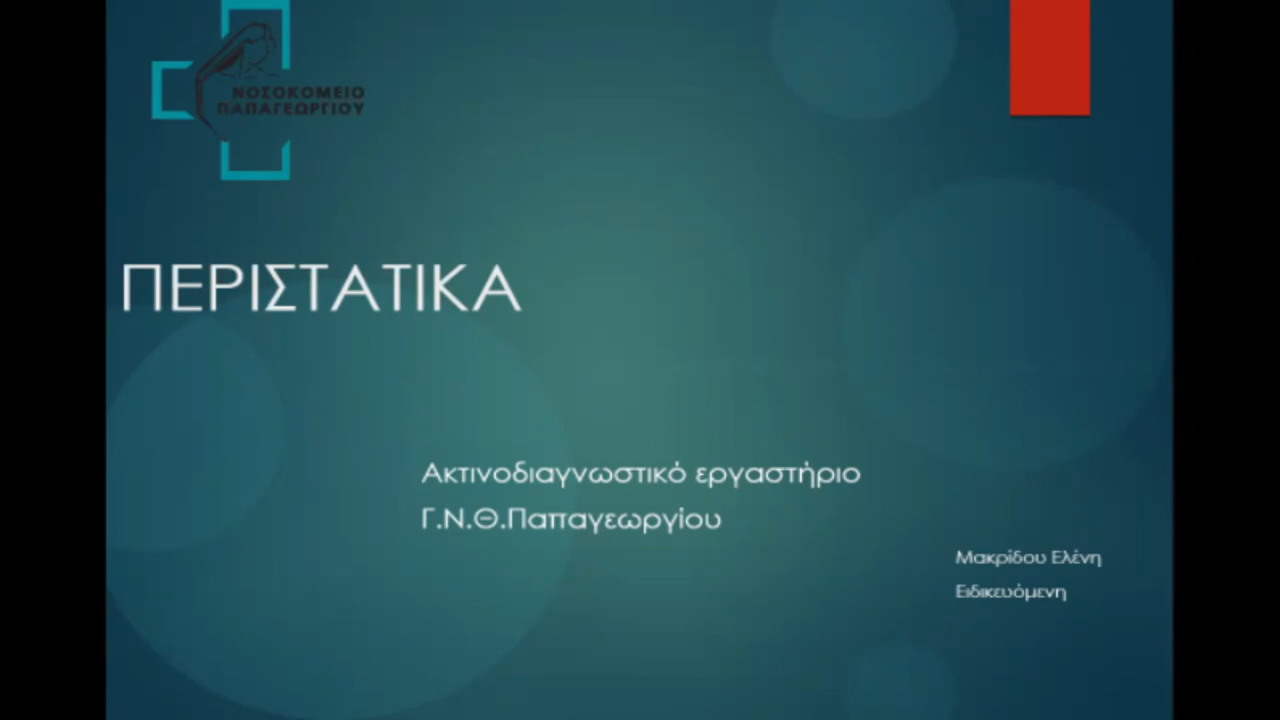 ΝΟΣΟΚΟΜΕΙΟ
ΠΑΠΑΓΕΩΡΓΙΟΥ
ΠΕΡΙΣΤΑΤΙΚΑ
Ακτινοδιαγνωστικό εργαστήριο
Γ.Ν.Θ.Παπαγεωργίου
Μακρίδου Ελένη
Ειδικευόμενη